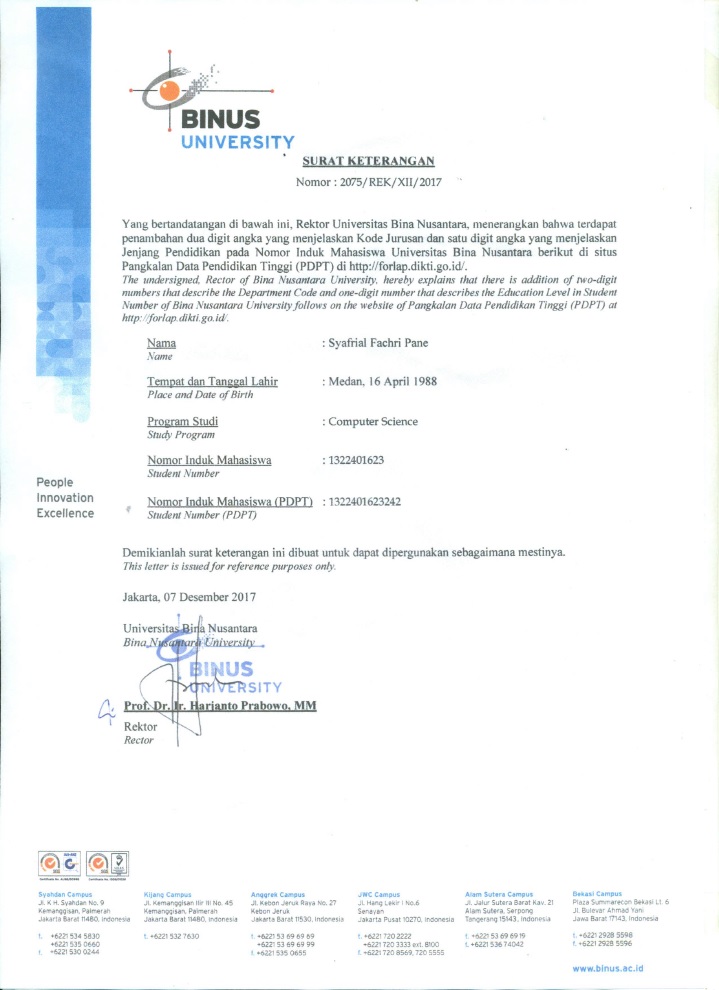 BINUS
UNIVERSITY
SURAT KETERANGAN
Nomor : 2075/REK/XII/2017
Yang bertandatangan di bawah ini, Rektor Universitas Bina Nusantara, menerangkan bahwa terdapat
penambahan dua digit angka yang menjelaskan Kode Jurusan dan satu digit angka yang menjelaskan
Jenjang Pendidikan pada Nomor Induk Mahasiswa Universitas Bina Nusantara berikut di situs
Pangkalan Data Pendidikan Tinggi (PDPT) di http://forlap.dikti.go.id/.
The undersigned, Rector of Bina Nusantara University, hereby explains that there is addition of two-digit
numbers that describe the Department Code and one-digit number that describes the Education Level in Student
Number of Bina Nusantara University follows on the website of Pangkalan Data Pendidikan Tinggi (PDPT) at
http://forlap.dikti.go.id/.
Nama : Syafrial Fachri Pane
Name
Tempat dan Tanggal Lahir : Medan, 16 April 1988
Place and Date of Birth
Program Studi : Computer Science
Study Program
Nomor Induk Mahasiswa : 1322401623
Student Number
Nomor Induk Mahasiswa (PDPT) : 1322401623242
Student Number (PDPT)
People
Innovation
Excellence
Demikianlah surat keterangan ini dibuat untuk dapat dipergunakan sebagaimana mestinya.
This letter is issued for reference purposes only.
Jakarta, 07 Desember 2017
Universitas Bina Nusantara
Bina Nusantara University
BINUS
UNIVERSITY
Prof. Dr. Ir. Harianto Prabowo, MM
Rektor
Rector
Syahdan Campus
Jl. K H. Syahdan No. 9
Kemanggisan, Palmerah
Jakarta Barat 11480, Indonesia
t. +6221 534 5830
+6221 535 0660
f. +6221 530 0244
Kijang Campus
Jl. Kemanggisan Ilir III No. 45
Kemanggisan, Palmerah
Jakarta Barat 11480, Indonesia
t. +6221 532 7630
Anggrek Campus
Jl. Kebon Jeruk Raya No. 27
Kebon Jeruk
Jakarta Barat 11530, Indonesia
t. +6221 53 69 69 69
+6221 53 69 69 99
f. +6221 535 0655
JWC Campus
Jl. Hang Lekir I No.6
Senayan
Jakarta Pusat 10270, Indonesia
t. +6221 720 2222
+6221 720 3333 ext. 8100
f. +6221 720 8569, 720 5555
Alam Sutera Campus
Jl. Jalur Sutera Barat Kav. 21
Alam Sutera, Serpong
Tangerang 15143, Indonesia
t. +6221 53 69 69 19
f. +6221 536 74042
Bekasi Campus
Plaza Summarecon Bekasi Lt. 6
Jl. Bulevar Ahmad Yani
Jawa Barat 17143, Indonesia
t. +6221 2928 5598
f. +6221 2928 5596
www.binus.ac.id